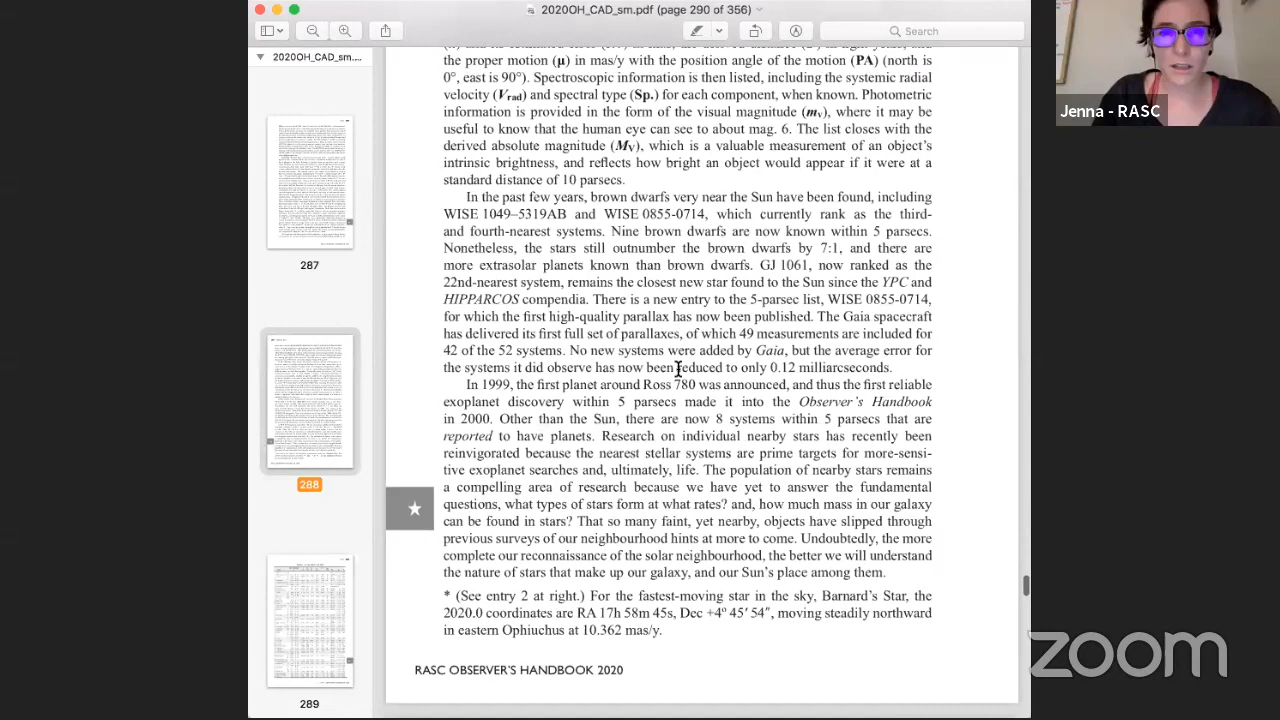 2020OH_CAD_sm.pdf (page 290 of 356)
Search
2020OH_CAD_sm....
287
288
289
the proper motion (μ) in mas/y with the position angle of the motion (PA) (north is
0°, east is 90°). Spectroscopic information is then listed, including the systemic radial
velocity (Vrad) and spectral type (Sp.) for each component, when known. Photometric
information is provided in the form of the visual magnitude (mv), where it may be
useful to know that the human eye can see to around mag. 6. The list closes with the
derived absolute magnitude (Mv), which is a visual measurement of an object's
intrinsic brightness, and reflects how bright an object would appear if it were at a
standard distance of 10 parsecs.
In the past few years, brown dwarfs very near the Sun have been found, including
WISE 1049–5319AB and WISE 0855-0714, which currently rank as the third-
and fourth-nearest systems. Nine brown dwarfs are now known within 5 parsecs.
Nonetheless, the stars still outnumber the brown dwarfs by 7:1, and there are
more extrasolar planets known than brown dwarfs. GJ 1061, now ranked as the
22nd-nearest system, remains the closest new star found to the Sun since the YPC and
HIPPARCOS compendia. There is a new entry to the 5-parsec list, WISE 0855-0714,
for which the first high-quality parallax has now been published. The Gaia spacecraft
has delivered its first full set of parallaxes, of which 49 measurements are included for
42 of the 52 systems. No new systems were added by Gaia, but the average error for
the systems it did observe has now been reduced to only 0.12 milliarcseconds.
In 1999, the first planet around Ross 780 was announced, and thus the first reliable
exoplanet discovery within 5 parsecs made it into the Observer's Handbook
in 2000. Other than the Sun, there are now 13 systems within 5 parsecs that are
reported to have planets. Research on individual nearby stars has recently been
reinvigorated because the nearest stellar systems are prime targets for more-sensi-
tive exoplanet searches and, ultimately, life. The population of nearby stars remains
a compelling area of research because we have yet to answer the fundamental
questions, what types of stars form at what rates? and, how much mass in our galaxy
can be found in stars? That so many faint, yet nearby, objects have slipped through
previous surveys of our neighbourhood hints at more to come. Undoubtedly, the more
complete our reconnaissance of the solar neighbourhood, the better we will understand
the nature of stars that make up our galaxy, and our Sun's place among them.
* (See entry 2 at right.) For the fastest-moving star in the sky, Barnard's Star, the
2020.0 coordinates are RA 17h 58m 45s, Dec +4° 45′ 54″, moving steadily northward
in eastern Ophiuchus at 10.362 mas/y.
RASC OBSERVER'S HANDBOOK 2020
Jenna - RASC
zoom